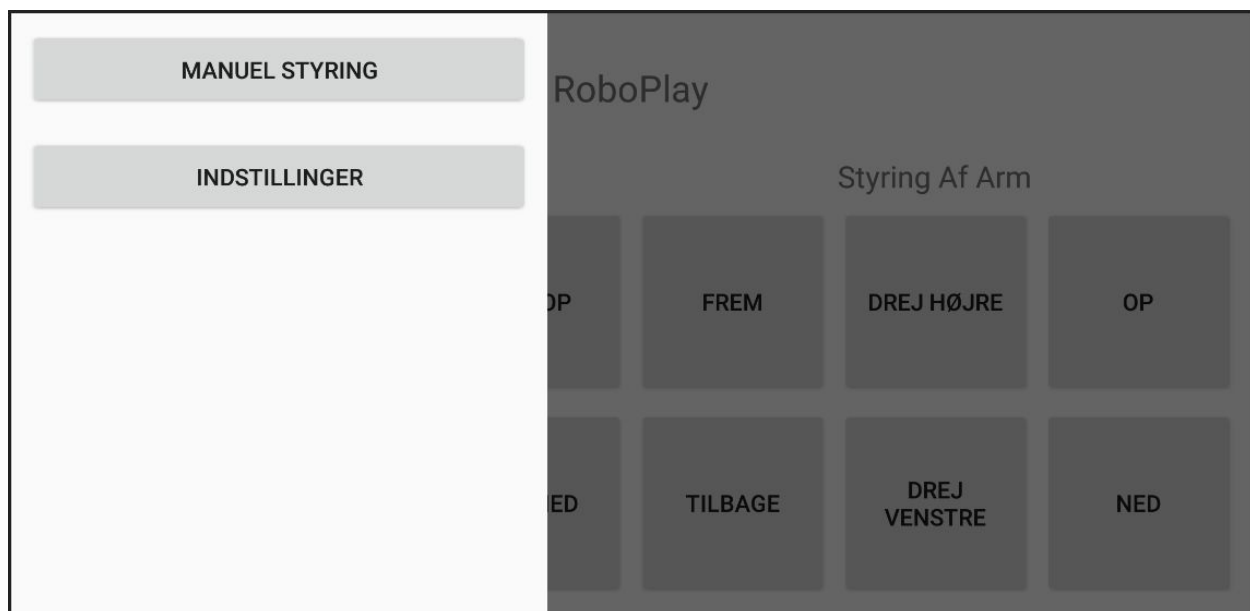 MANUEL STYRING
INDSTILLINGER
RoboPlay
Styring Af Arm
FREM
DREJ HØJRE
OP
TILBAGE
DREJ
VENSTRE
NED